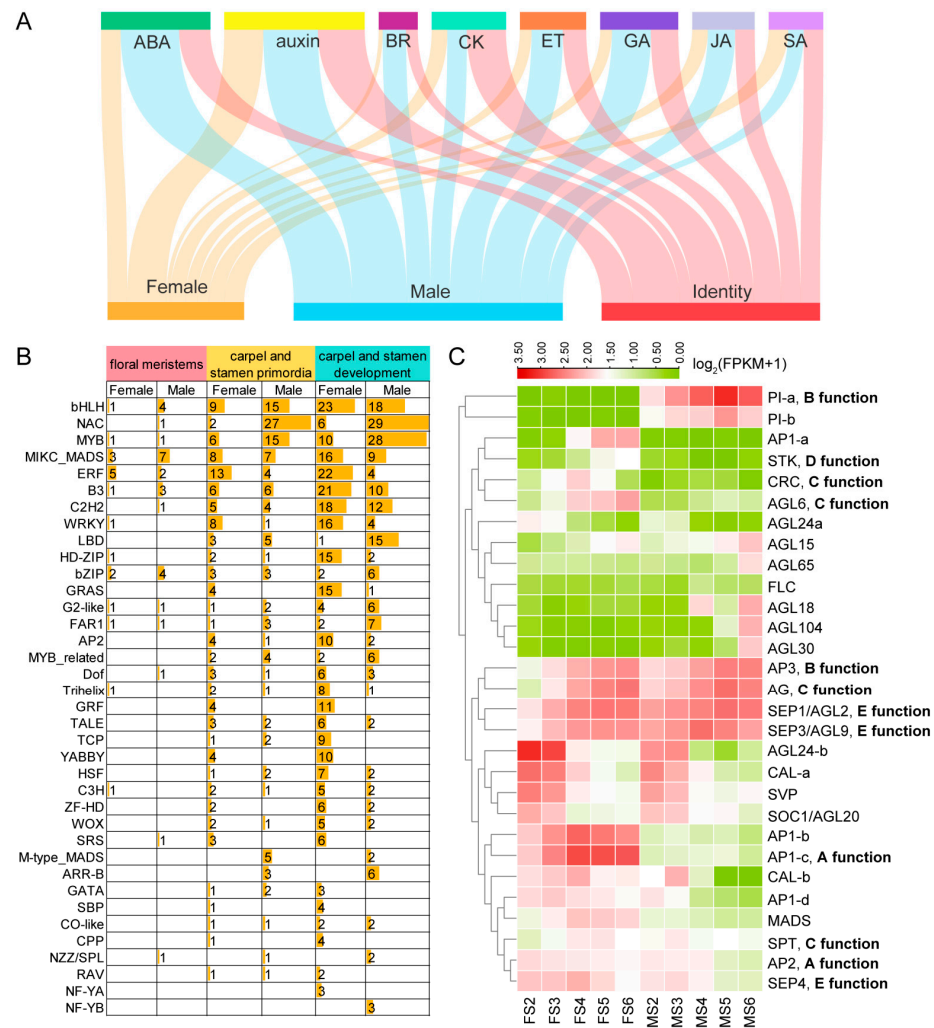 A
ABA auxin BR CK ET GA JA SA
Female Male Identity
B
floral meristems carpel and stamen primordia carpel and stamen development
Female Male Female Male Female Male
bHLH 1 4 9 15 23 18
NAC 1 2 27 6 29
MYB 1 1 6 15 10 28
MIKC_MADS 3 7 8 7 16 9
ERF 5 2 13 4 22 4
B3 1 3 6 6 21 10
C2H2 1 5 4 18 12
WRKY 1 8 1 16 4
LBD 3 5 1 15
HD-ZIP 1 2 1 15 2
bZIP 2 4 3 3 2 6
GRAS 4 15 1
G2-like 1 1 1 2 4 6
FAR1 1 1 1 3 2 7
AP2 4 1 10 2
MYB_related 2 4 2 6
Dof 1 3 1 6 3
Trihelix 1 2 1 8 1
GRF 4 11
TALE 3 2 6 2
TCP 1 2 9
YABBY 4 10
HSF 1 2 7 2
C3H 1 2 1 5 2
ZF-HD 2 6 2
WOX 2 1 5 2
SRS 1 3 6
M-type_MADS 5 2
ARR-B 3 6
GATA 1 2 3
SBP 1 4
CO-like 1 1 2 2
CPP 1 4
NZZ/SPL 1 1 2
RAV 1 1 2
NF-YA 3
NF-YB 3
C
3.50 2.50 2.00 1.50 1.00 0.50 0.00
log2(FPKM+1)
PI-a, B function
PI-b
AP1-a
STK, D function
CRC, C function
AGL6, C function
AGL24a
AGL15
AGL65
FLC
AGL18
AGL104
AGL30
AP3, B function
AG, C function
SEP1/AGL2, E function
SEP3/AGL9, E function
AGL24-b
CAL-a
SVP
SOC1/AGL20
AP1-b
AP1-c, A function
CAL-b
AP1-d
MADS
SPT, C function
AP2, A function
SEP4, E function
FS2 FS3 FS4 FS5 FS6 MS2 MS3 MS4 MS5 MS6